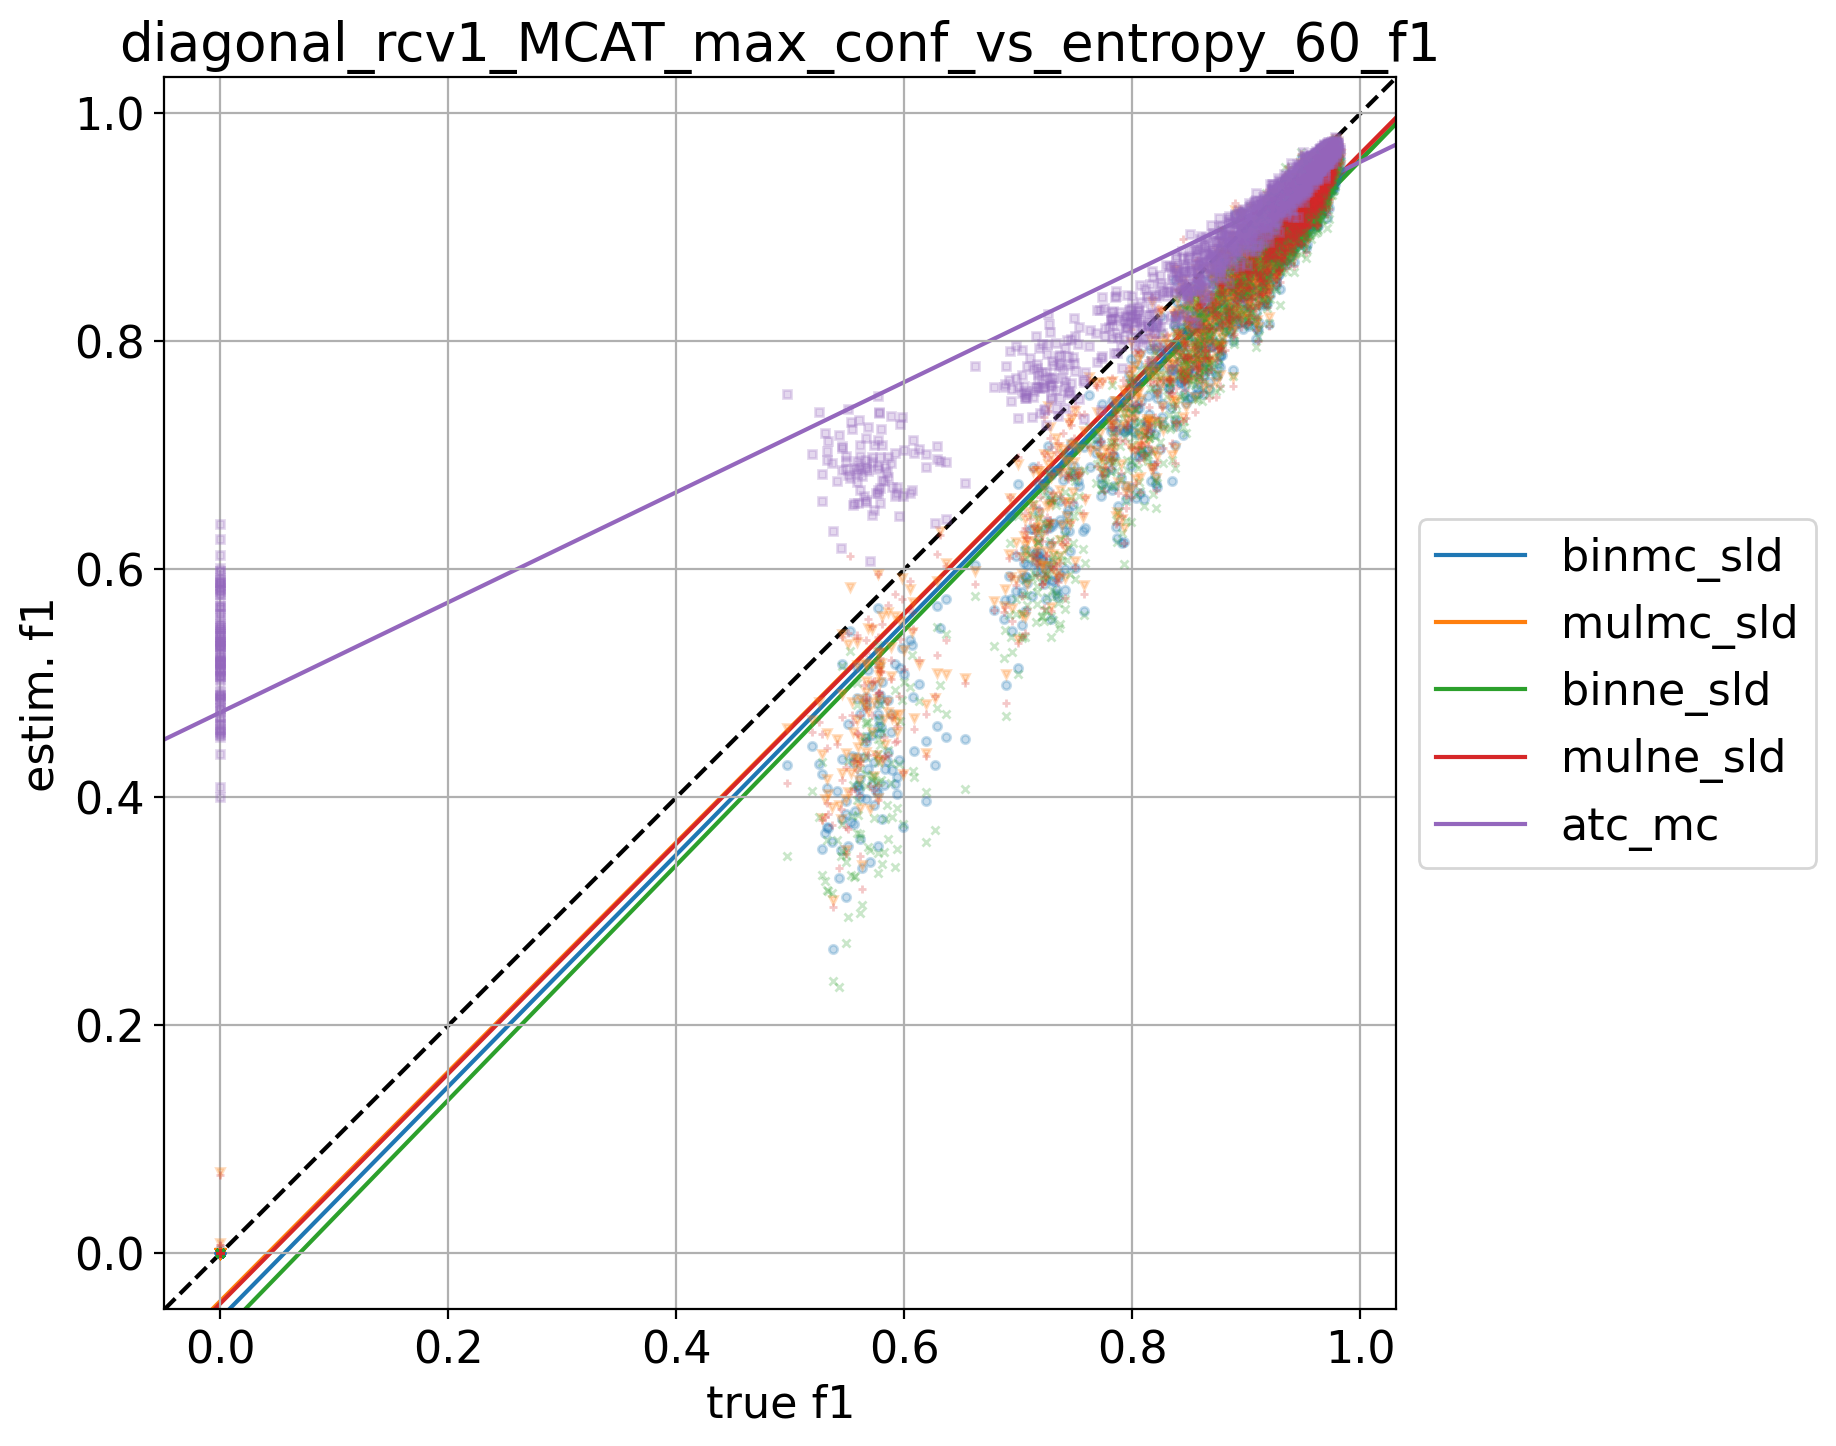 diagonal_rcv1_MCAT_max_conf_vs_entropy_60_f1
1.0
0.8
0.6
0.4
0.2
0.0
estim. f1
0.0 0.2 0.4 0.6 0.8 1.0
true f1
binmc_sld
mulmc_sld
binne_sld
mulne_sld
atc_mc